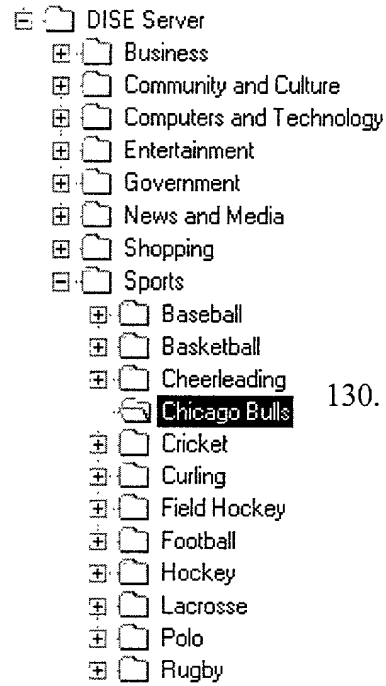 DISE Server
Business
Community and Culture
Computers and Technology
Entertainment
Government
News and Media
Shopping
Sports
Baseball
Basketball
Cheerleading
Chicago Bulls 130.
Cricket
Curling
Field Hockey
Football
Hockey
Lacrosse
Polo
Rugby